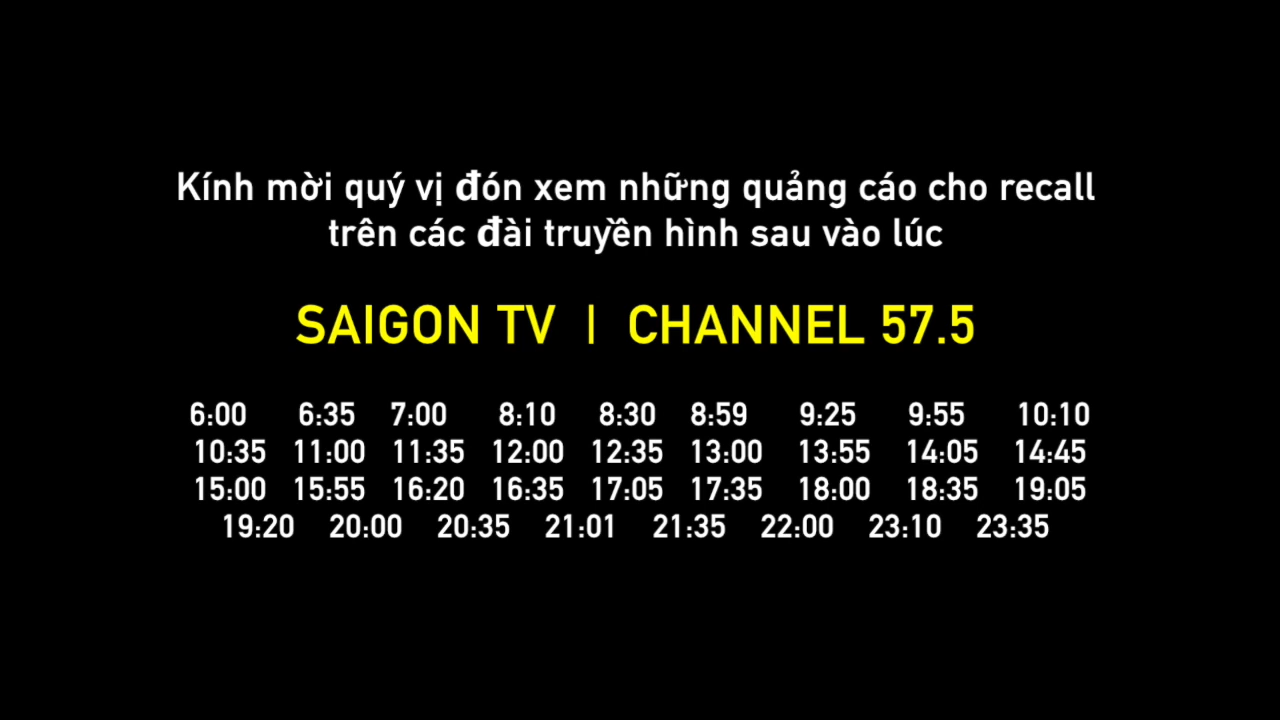 Kính mời quý vị đón xem những quảng cáo cho recall
trên các đài truyền hình sau vào lúc
SAIGON TV | CHANNEL 57.5
6:00 6:35 7:00 8:10 8:30 8:59 9:25 9:55 10:10
10:35 11:00 11:35 12:00 12:35 13:00 13:55 14:05 14:45
15:00 15:55 16:20 16:35 17:05 17:35 18:00 18:35 19:05
19:20 20:00 20:35 21:01 21:35 22:00 23:10 23:35